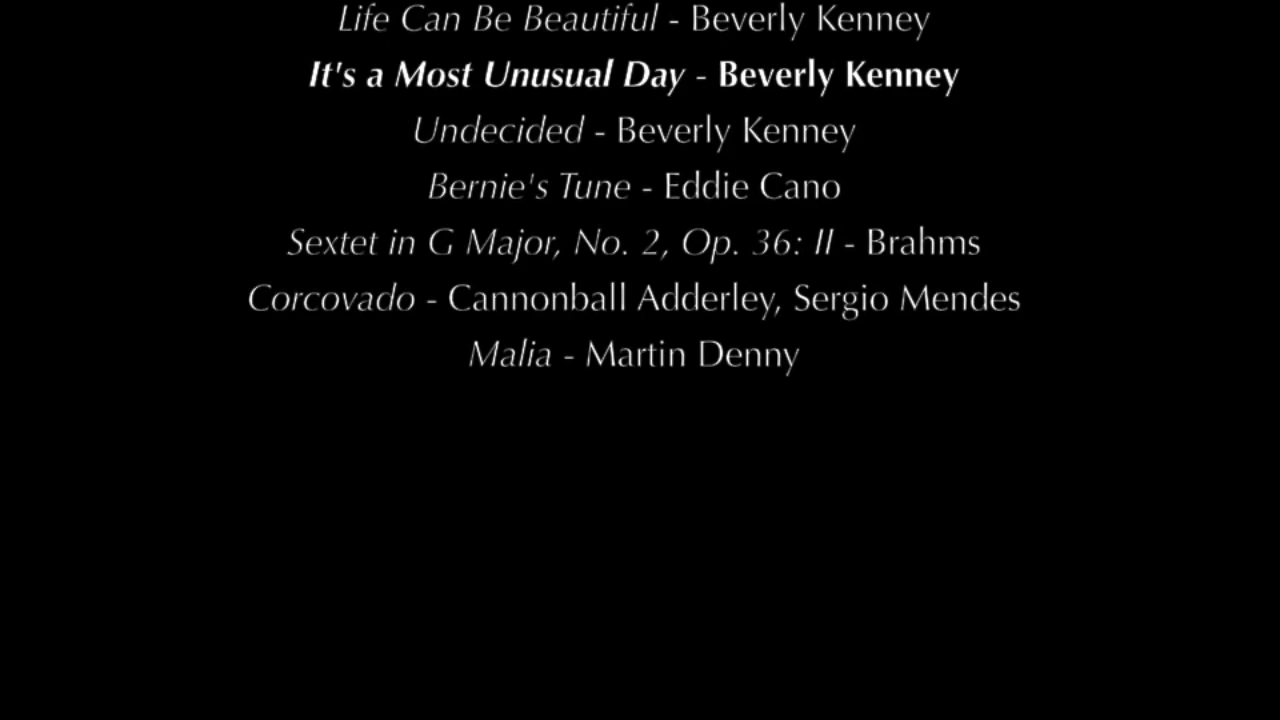 Life Can Be Beautiful - Beverly Kenney
It's a Most Unusual Day - Beverly Kenney
Undecided - Beverly Kenney
Bernie's Tune - Eddie Cano
Sextet in G Major, No. 2, Op. 36: II - Brahms
Corcovado - Cannonball Adderley, Sergio Mendes
Malia - Martin Denny